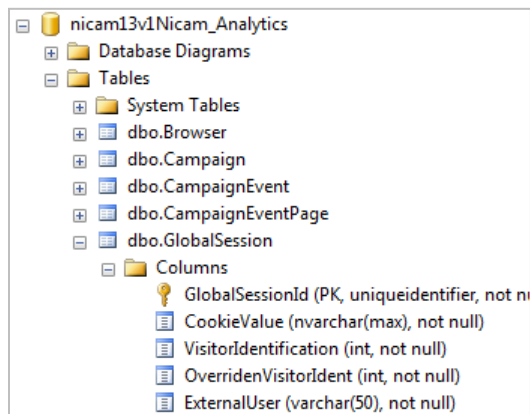 nicam13v1Nicam_Analytics
Database Diagrams
Tables
System Tables
dbo.Browser
dbo.Campaign
dbo.CampaignEvent
dbo.CampaignEventPage
dbo.GlobalSession
Columns
GlobalSessionId (PK, uniqueidentifier, not
CookieValue (nvarchar(max), not null)
VisitorIdentification (int, not null)
OverridenVisitorIdent (int, not null)
ExternalUser (varchar(50), not null)